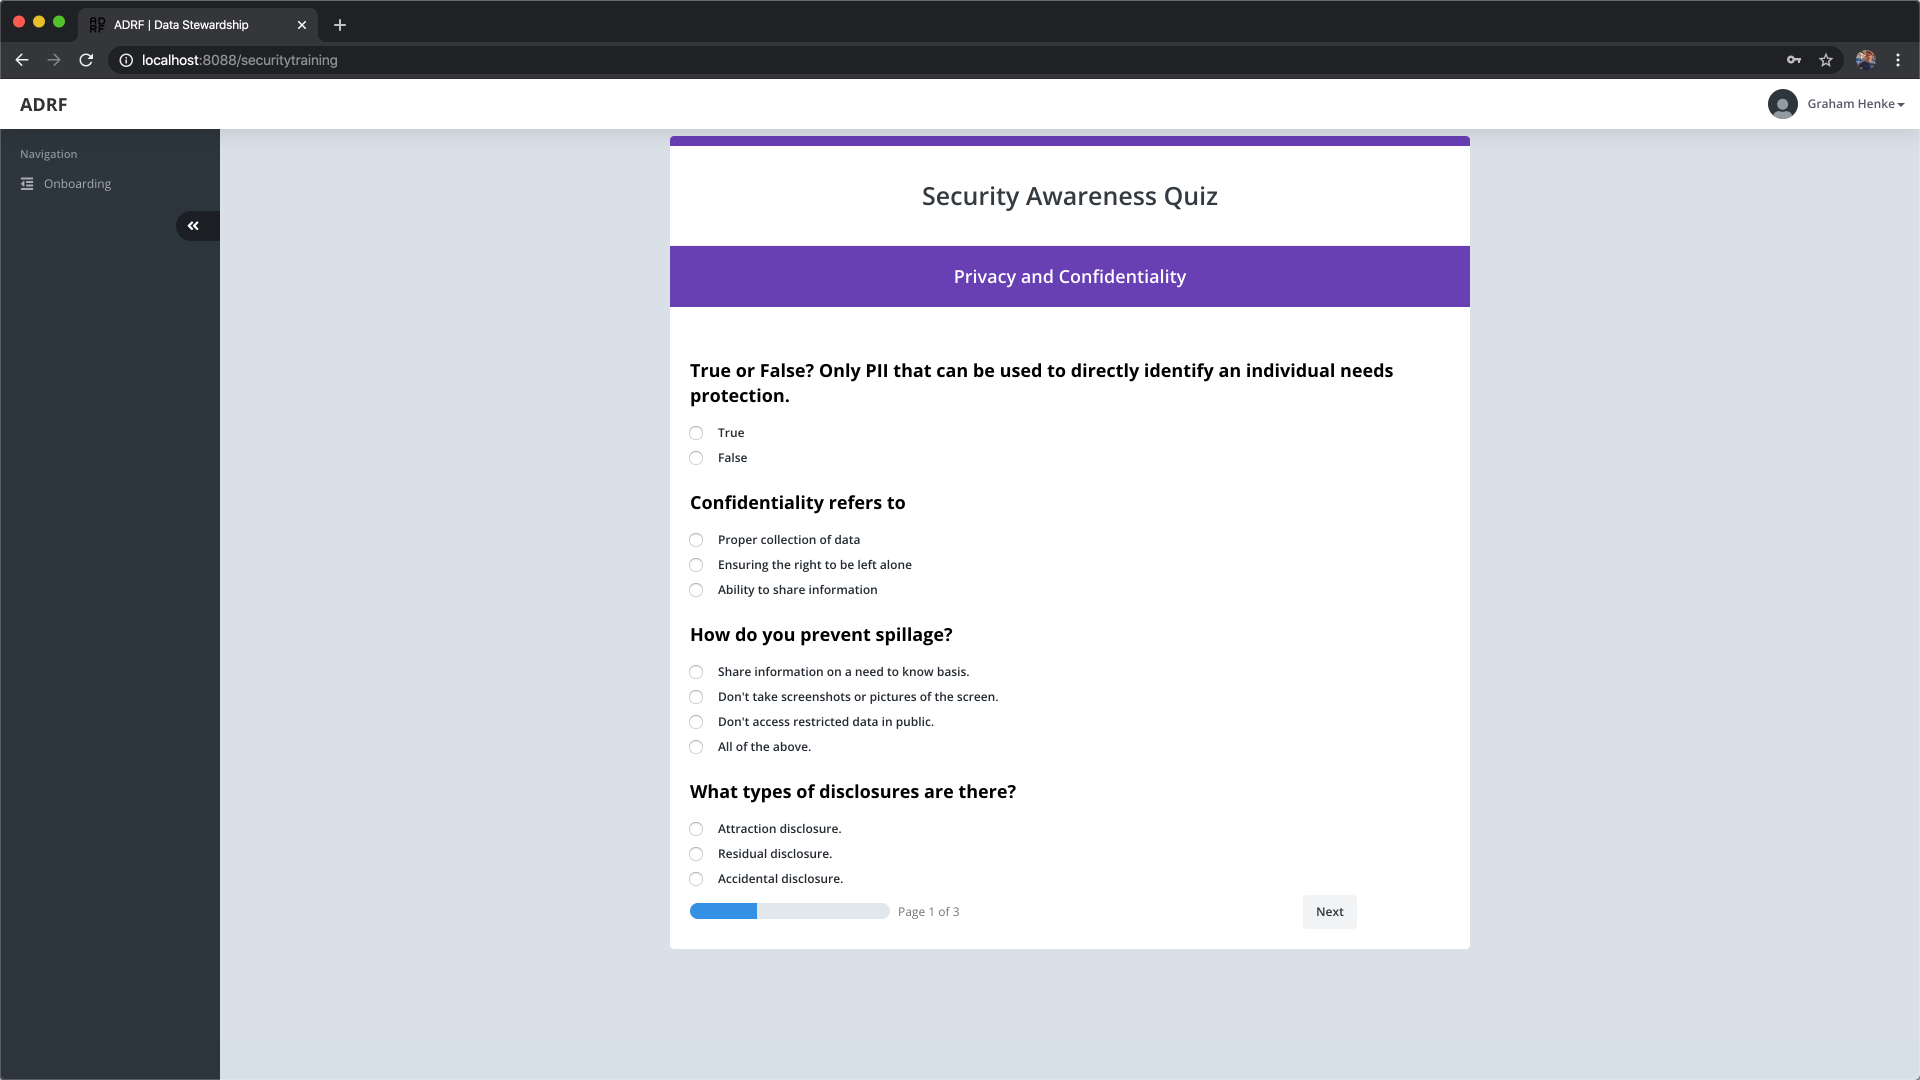 ADRF | Data Stewardship
localhost:8088/securitytraining
ADRF
Graham Henke
Navigation
Onboarding
Security Awareness Quiz
Privacy and Confidentiality
True or False? Only PII that can be used to directly identify an individual needs
protection.
True
False
Confidentiality refers to
Proper collection of data
Ensuring the right to be left alone
Ability to share information
How do you prevent spillage?
Share information on a need to know basis.
Don't take screenshots or pictures of the screen.
Don't access restricted data in public.
All of the above.
What types of disclosures are there?
Attraction disclosure.
Residual disclosure.
Accidental disclosure.
Page 1 of 3
Next